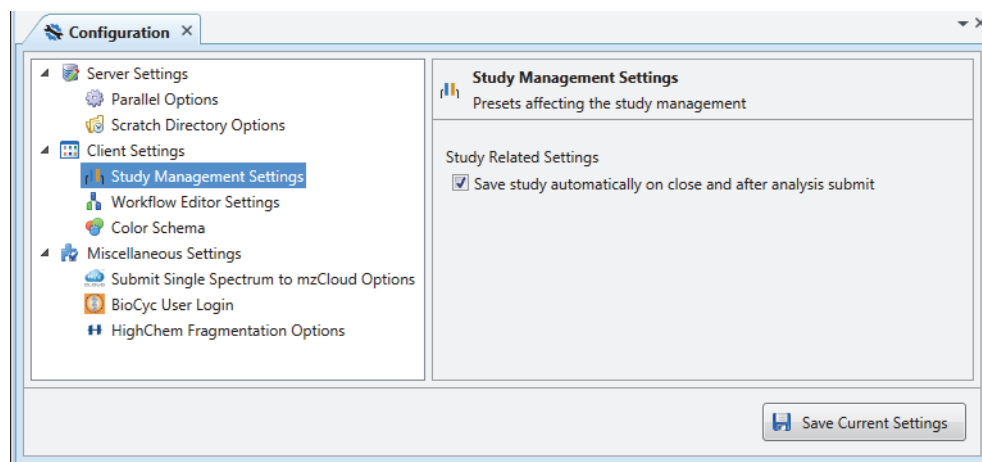 Configuration
Server Settings
Parallel Options
Scratch Directory Options
Client Settings
Study Management Settings
Workflow Editor Settings
Color Schema
Miscellaneous Settings
Submit Single Spectrum to mzCloud Options
BioCyc User Login
HighChem Fragmentation Options
Study Management Settings
Presets affecting the study management
Study Related Settings
Save study automatically on close and after analysis submit
Save Current Settings